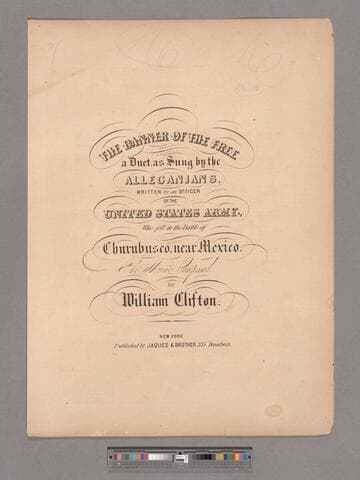 THE BANNER OF THE FREE
a Duet, as Sung by the
ALLEGANIANS,
WRITTEN by an OFFICER
OF THE
UNITED STATES ARMY,
Who fell in the Battle of
Churubusco, near Mexico.
The Music Composed
by
William Clifton.
NEW YORK
Published by JAQUES & BROTHER, 385 Broadway.